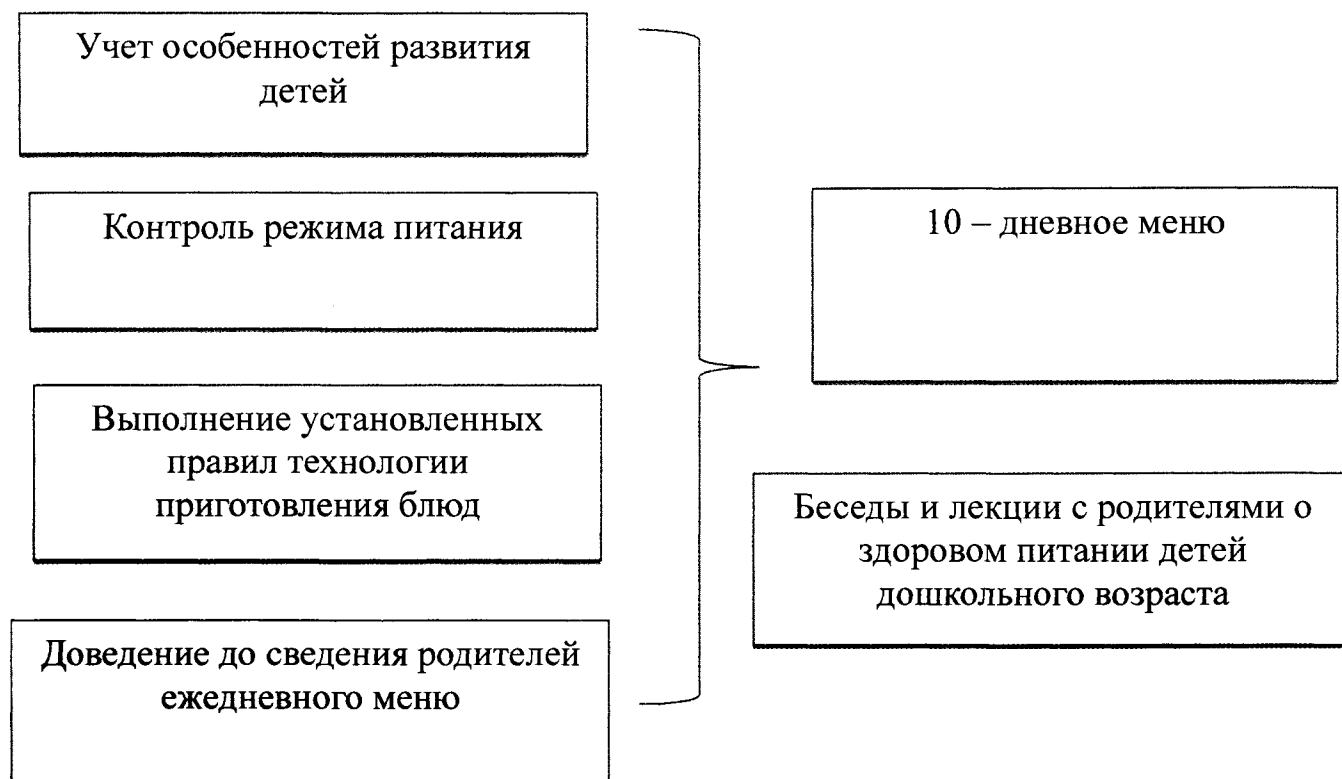 Учет особенностей развития
детей
Контроль режима питания
Выполнение установленных
правил технологии
приготовления блюд
Доведение до сведения родителей
ежедневного меню
10 – дневное меню
Беседы и лекции с родителями о
здоровом питании детей
дошкольного возраста